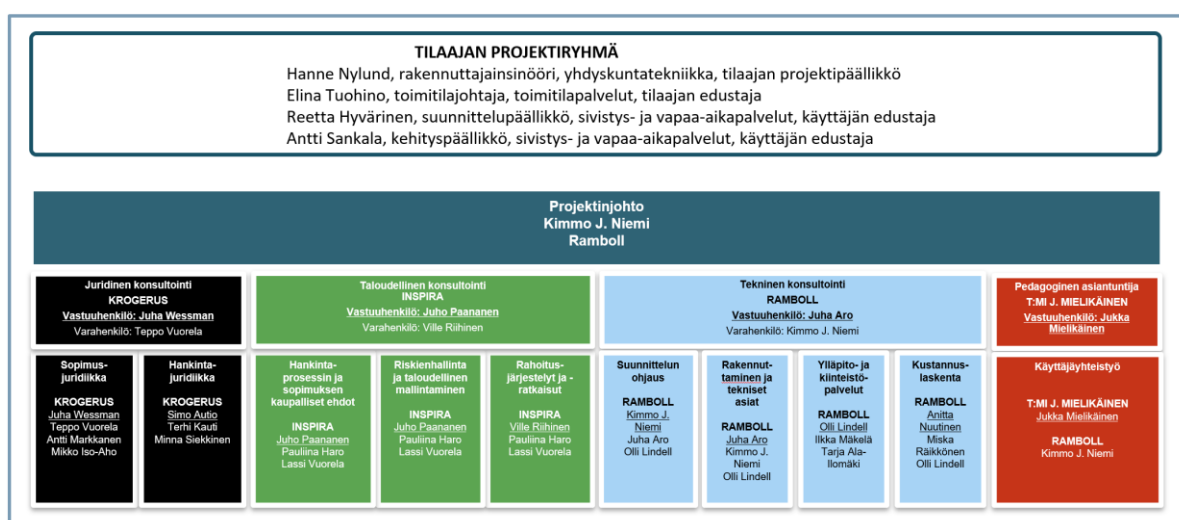 TILAAJAN PROJEKTIRYHMÄ
Hanne Nylund, rakennuttajainsinööri, yhdyskuntatekniikka, tilaajan projektipäällikkö
Elina Tuohino, toimitilajohtaja, toimitilapalvelut, tilaajan edustaja
Reetta Hyvärinen, suunnittelupäällikkö, sivistys- ja vapaa-aikapalvelut, käyttäjän edustaja
Antti Sankala, kehityspäällikkö, sivistys- ja vapaa-aikapalvelut, käyttäjän edustaja
Projektinjohto
Kimmo J. Niemi
Ramboll
Juridinen konsultointi
KROGERUS
Vastuuhenkilö: Juha Wessman
Varahenkilö: Teppo Vuorela
Taloudellinen konsultointi
INSPIRA
Vastuuhenkilö: Juho Paananen
Varahenkilö: Ville Riihinen
Tekninen konsultointi
RAMBOLL
Vastuuhenkilö: Juha Aro
Varahenkilö: Kimmo J. Niemi
Pedagoginen asiantuntija
T:MI J. MIELIKÄINEN
Vastuuhenkilö: Jukka
Mielikäinen
Sopimus-
juridiikka
KROGERUS
Juha Wessman
Teppo Vuorela
Antti Markkanen
Mikko Iso-Aho
Hankinta-
juridiikka
KROGERUS
Simo Autio
Terhi Kauti
Minna Siekkinen
Hankinta-
prosessin ja
sopimuksen
kaupalliset ehdot
INSPIRA
Juho Paananen
Pauliina Haro
Lassi Vuorela
Riskienhallinta
ja taloudellinen
mallintaminen
INSPIRA
Juho Paananen
Pauliina Haro
Lassi Vuorela
Rahoitus-
järjestelyt ja -
ratkaisut
INSPIRA
Ville Riihinen
Pauliina Haro
Lassi Vuorela
Suunnittelun
ohjaus
RAMBOLL
Kimmo J.
Niemi
Juha Aro
Olli Lindell
Rakennut-
taminen ja
tekniset
asiat
RAMBOLL
Juha Aro
Kimmo J.
Niemi
Olli Lindell
Ylläpito- ja
kiinteistö-
palvelut
RAMBOLL
Olli Lindell
Ilkka Mäkelä
Tarja Ala-
Ilomäki
Kustannus-
laskenta
RAMBOLL
Anitta
Nuutinen
Miska
Räikkönen
Olli Lindell
Käyttäjäyhteistyö
T:MI J. MIELIKÄINEN
Jukka Mielikäinen
RAMBOLL
Kimmo J. Niemi